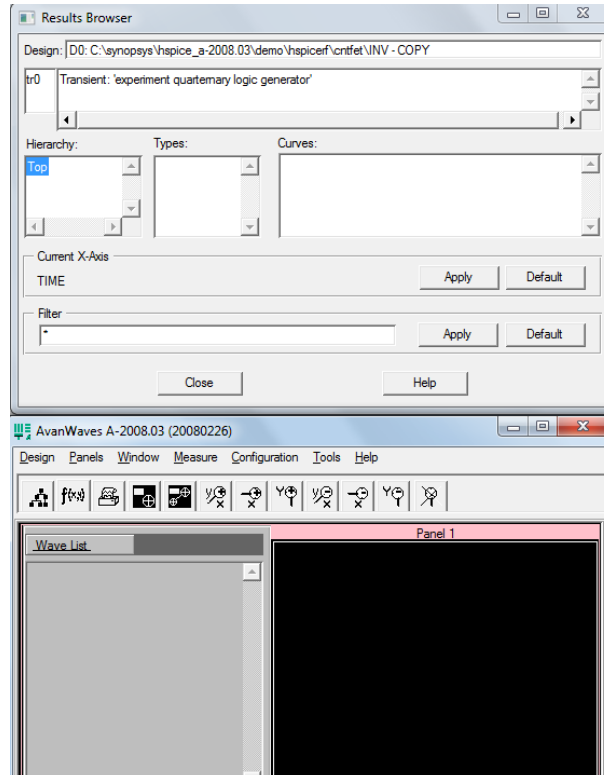 Results Browser
Design: D0: C:\synopsys\hspice_a-2008.03\demo\hspicerf\cntfet\INV - COPY
tr0 Transient: 'experiment quarternary logic generator'
Hierarchy: Types: Curves:
Top
Current X-Axis
TIME Apply Default
Filter
* Apply Default
Close Help
AvanWaves A-2008.03 (20080226)
Design Panels Window Measure Configuration Tools Help
f(x)
Wave List Panel 1